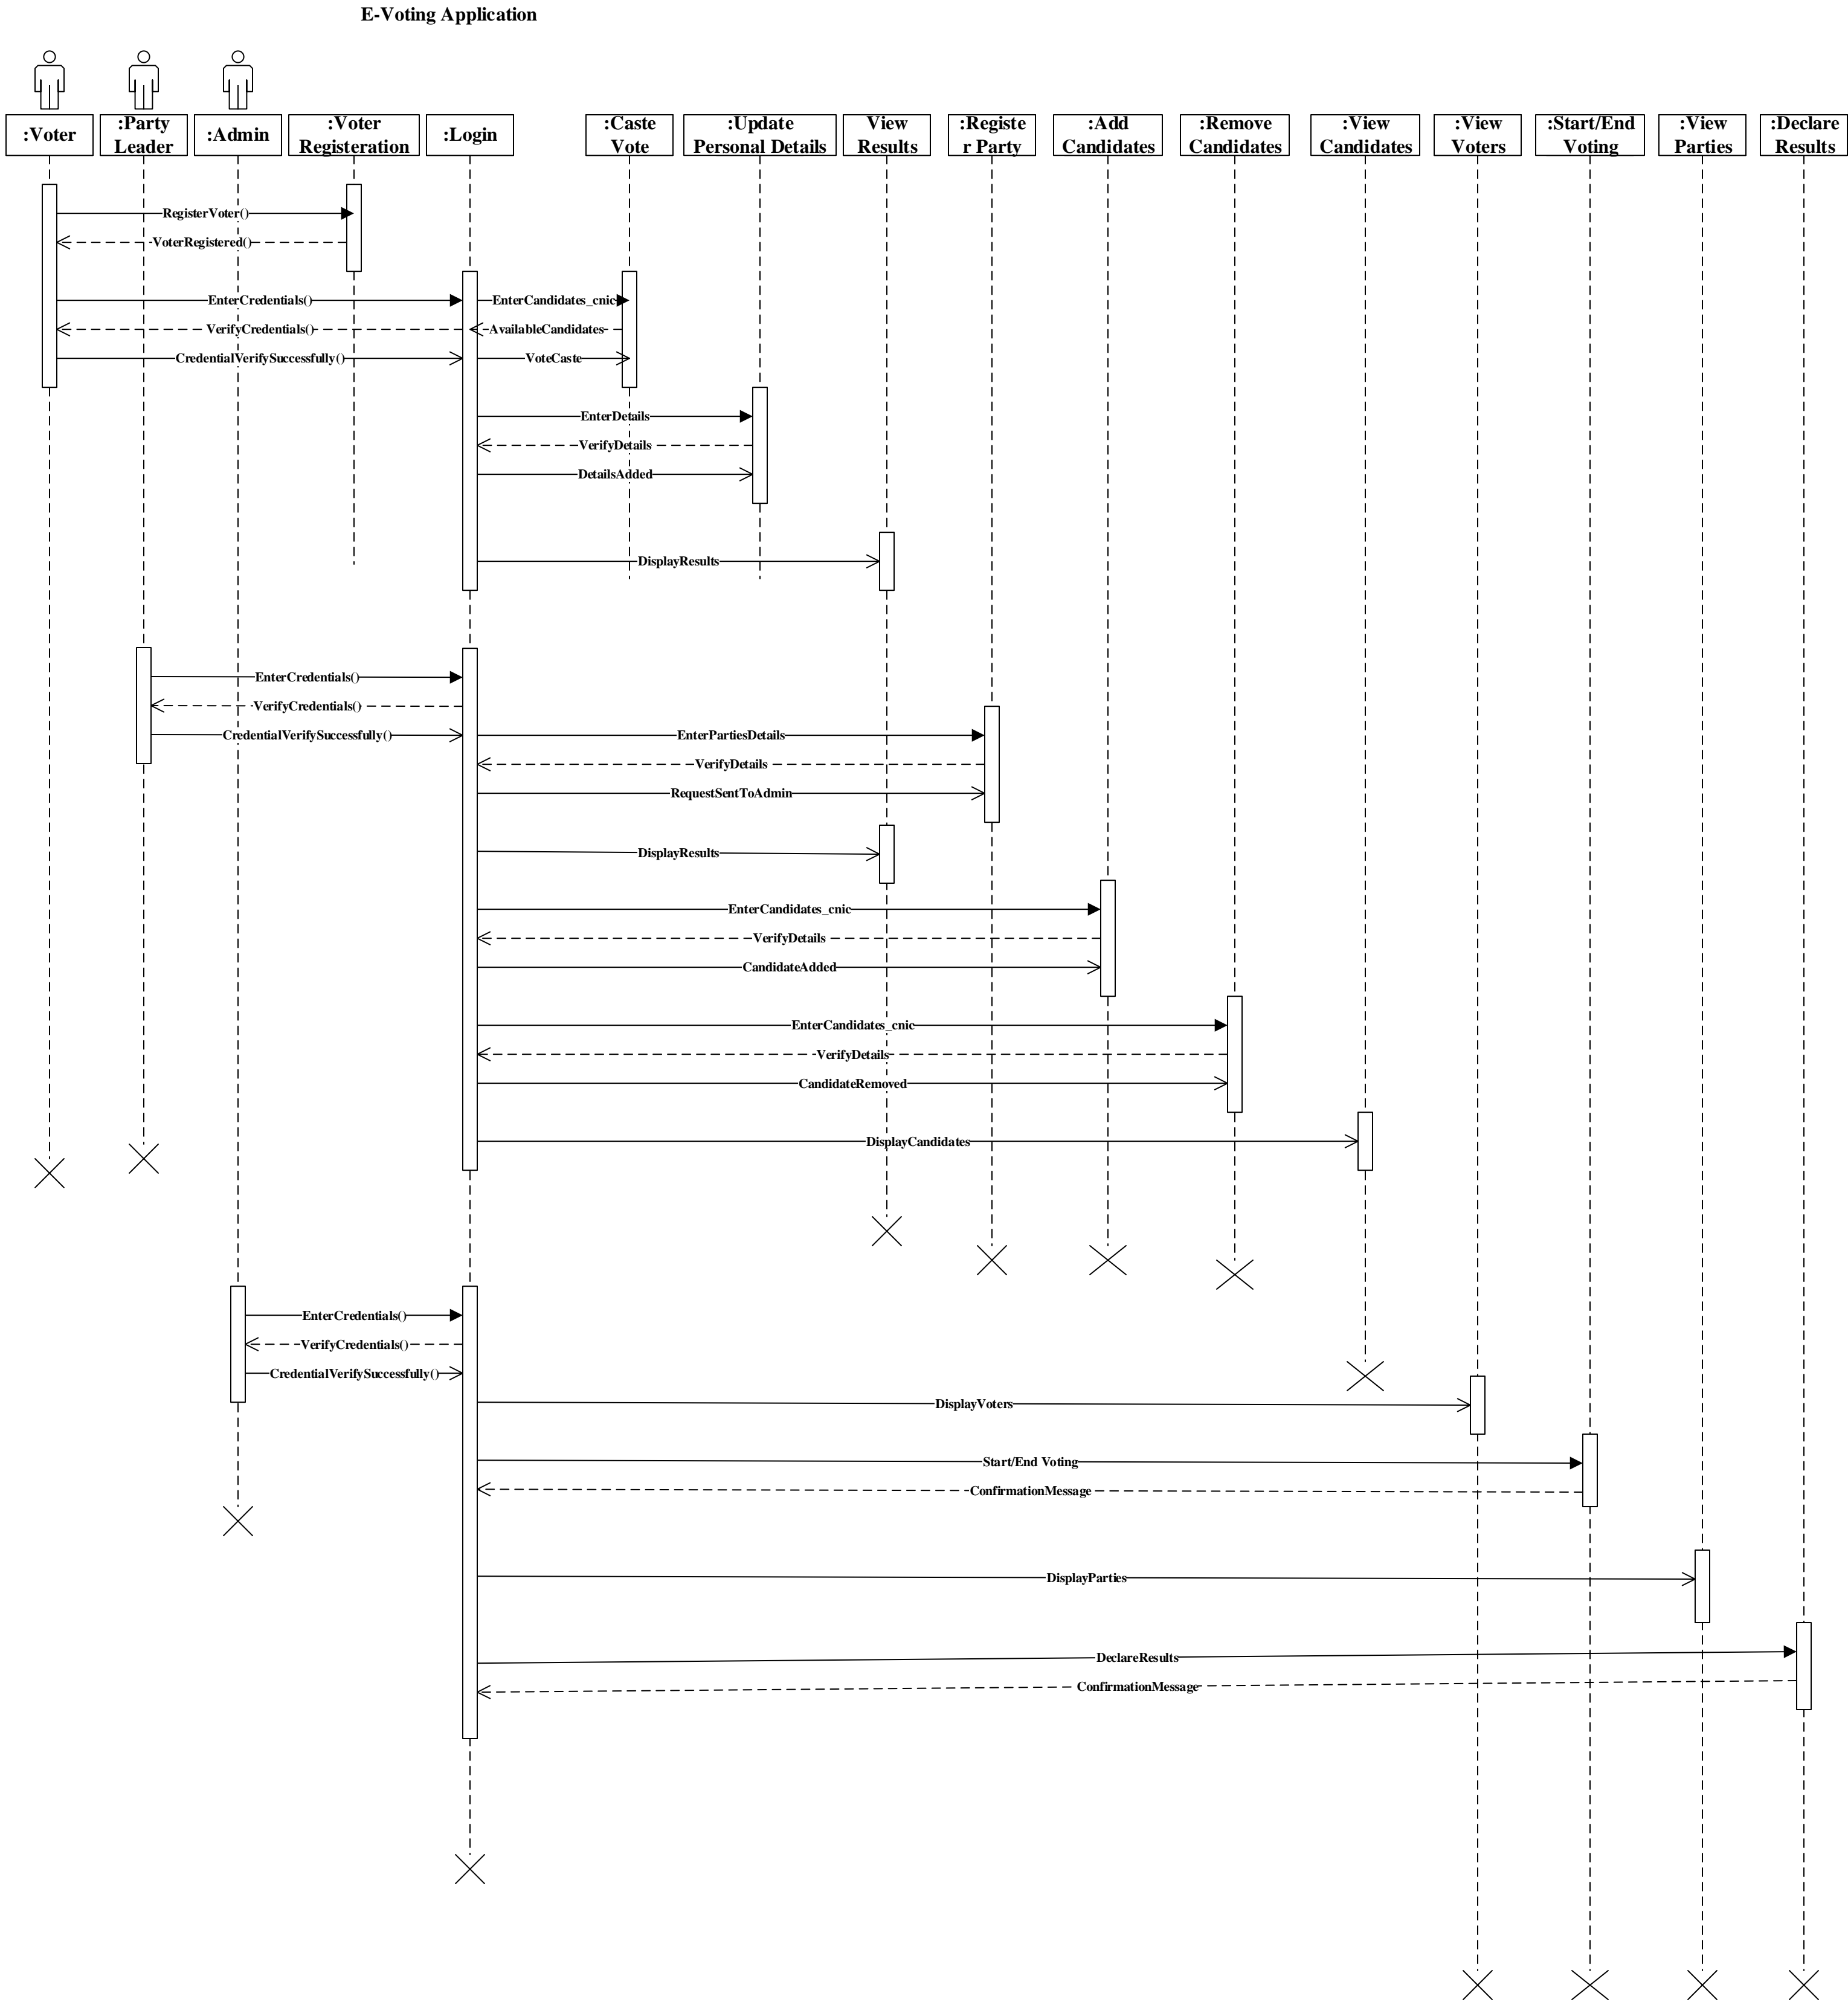 E-Voting Application
:Voter
:Party
Leader
:Admin
:Voter
Registeration
:Login
:Caste
Vote
:Update
Personal Details
View
Results
:Registe
r Party
:Add
Candidates
:Remove
Candidates
:View
Candidates
:View
Voters
:Start/End
Voting
:View
Parties
:Declare
Results
RegisterVoter()
VoterRegistered()
EnterCredentials()
EnterCandidates_cnic
VerifyCredentials()
AvailableCandidates
CredentialVerifySuccessfully()
VoteCaste
EnterDetails
VerifyDetails
DetailsAdded
DisplayResults
EnterCredentials()
VerifyCredentials()
CredentialVerifySuccessfully()
EnterPartiesDetails
VerifyDetails
RequestSentToAdmin
DisplayResults
EnterCandidates_cnic
VerifyDetails
CandidateAdded
EnterCandidates_cnic
VerifyDetails
CandidateRemoved
DisplayCandidates
EnterCredentials()
VerifyCredentials()
CredentialVerifySuccessfully()
DisplayVoters
Start/End Voting
ConfirmationMessage
DisplayParties
DeclareResults
ConfirmationMessage